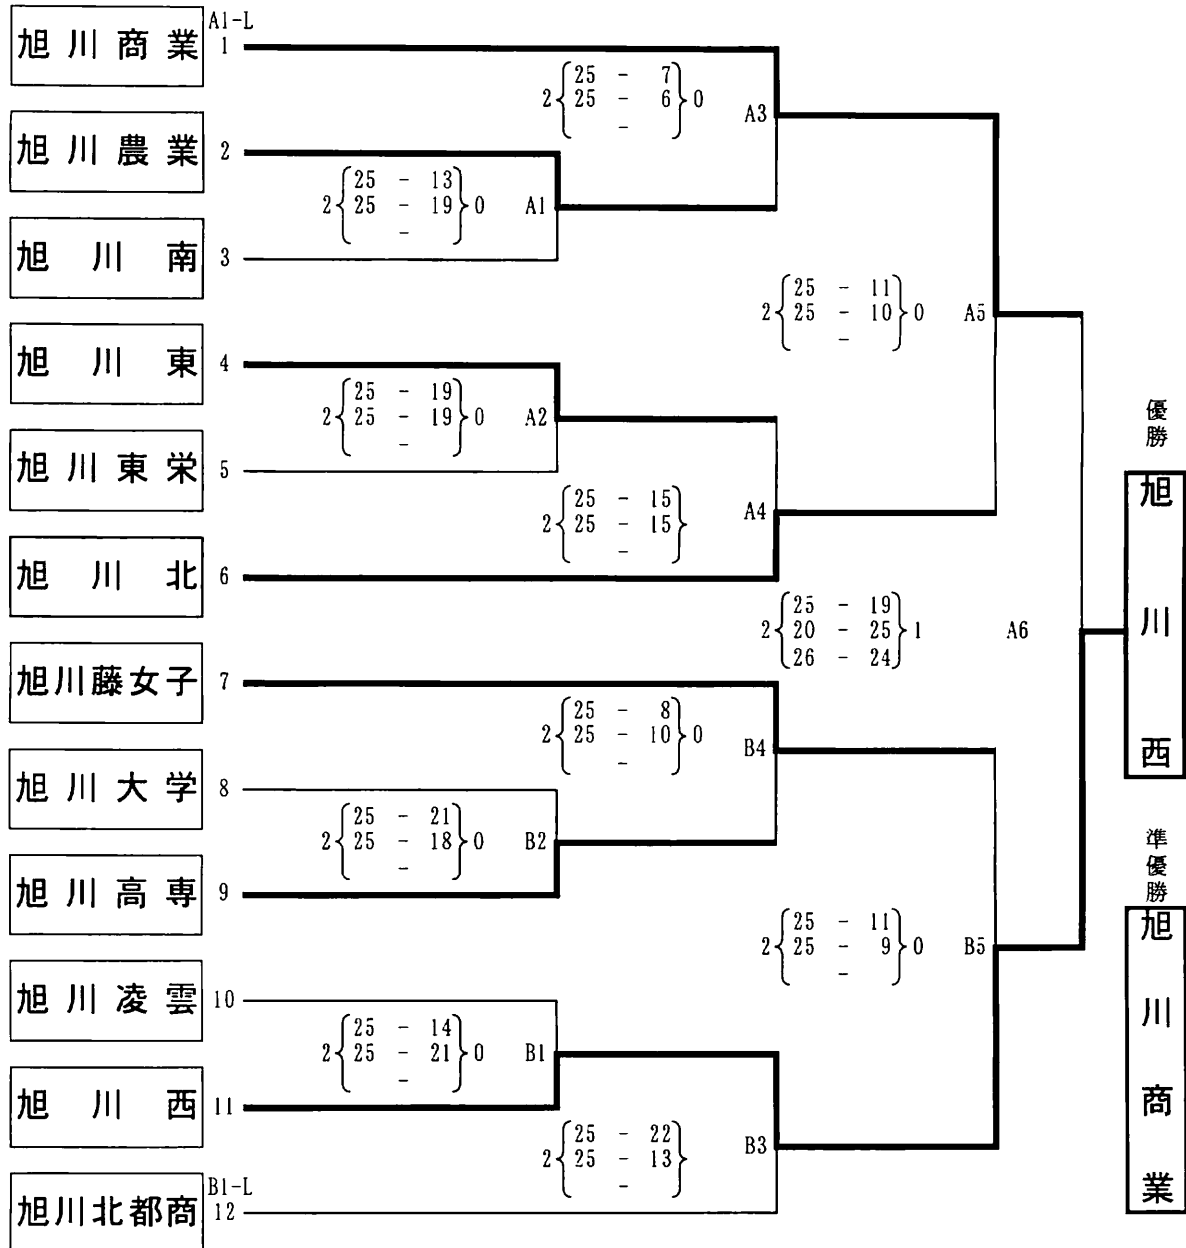 A1-L
旭川商業 1
2 25 - 7 0
25 - 6
-
A3
旭川農業 2
2 25 - 13 0
25 - 19
-
A1
旭川南 3
2 25 - 11 0
25 - 10
-
A5
旭川東 4
2 25 - 19 0
25 - 19
-
A2
旭川東栄 5
2 25 - 15
25 - 15
-
A4
旭川北 6
2 25 - 19 1
20 - 25
26 - 24
A6
旭川藤女子 7
2 25 - 8 0
25 - 10
-
B4
旭川大学 8
2 25 - 21 0
25 - 18
-
B2
旭川高専 9
2 25 - 11 0
25 - 9
-
B5
旭川凌雲 10
2 25 - 14 0
25 - 21
-
B1
旭川西 11
2 25 - 22
25 - 13
-
B3
B1-L
旭川北都商 12
優勝
旭川西
準優勝
旭川商業